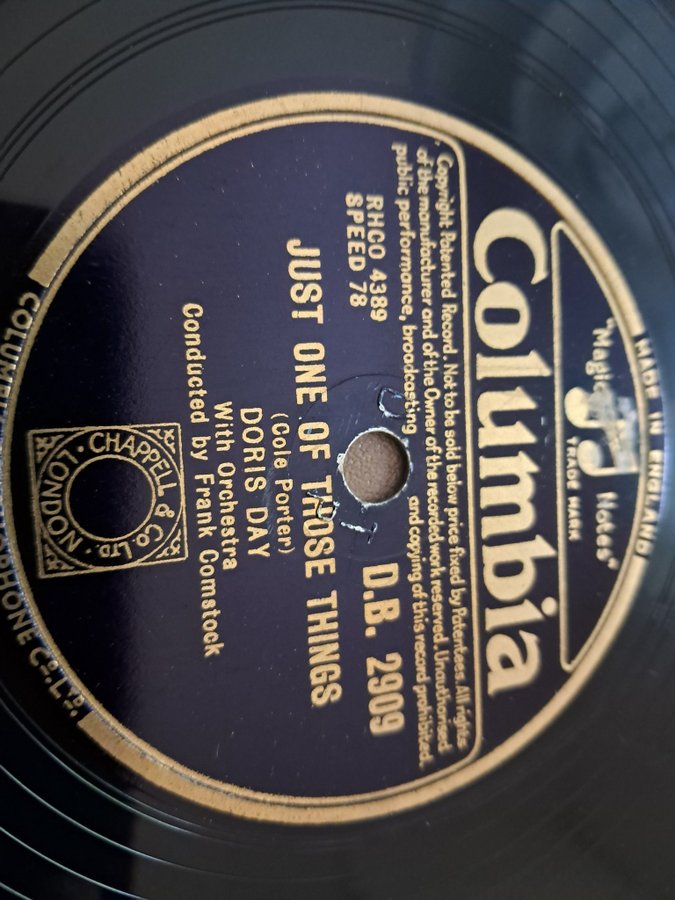 MADE IN ENGLAND
"Magic Notes"
TRADE MARK
Columbia
Copyright Patented Record. Not to be sold below price fixed by Patentees. All rights
of the manufacturer and of the Owner of the recorded work reserved. Unauthorised
public performance, broadcasting and copying of this record prohibited.
RHCO 4389
SPEED 78
D.B. 2909
JUST ONE OF THOSE THINGS
(Cole Porter)
DORIS DAY
With Orchestra
Conducted by Frank Comstock
CHAPPELL & CO LTD.
LONDON
PHONE CO. LTD.